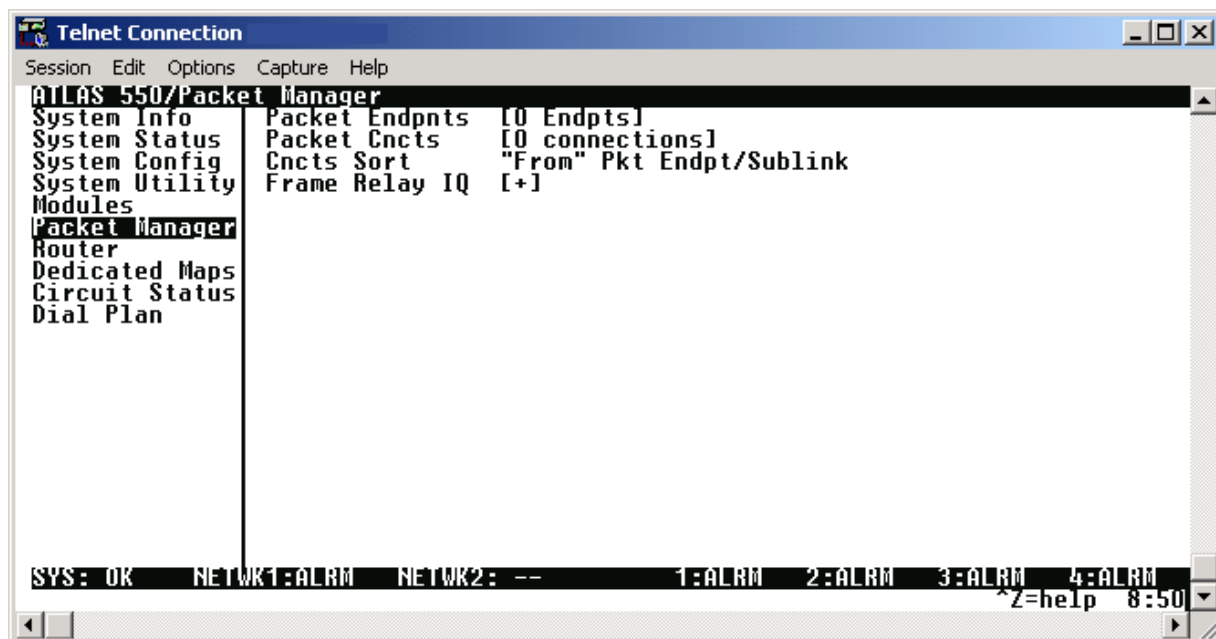 Telnet Connection
Session Edit Options Capture Help
ATLAS 550/Packet Manager
System Info
System Status
System Config
System Utility
Modules
Packet Manager
Router
Dedicated Maps
Circuit Status
Dial Plan
Packet Endpnts [0 Endpts]
Packet Cncts [0 connections]
Cncts Sort "From" Pkt Endpt/Sublink
Frame Relay IQ [+]
SYS: OK NETWK1:ALRM NETWK2: -- 1:ALRM 2:ALRM 3:ALRM 4:ALRM
^Z=help 8:50